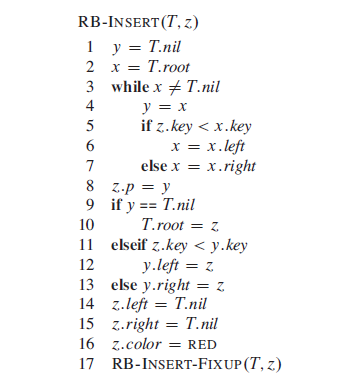 RB-INSERT(T, z)
1 y = T.nil
2 x = T.root
3 while x ≠ T.nil
4 y = x
5 if z.key < x.key
6 x = x.left
7 else x = x.right
8 z.p = y
9 if y == T.nil
10 T.root = z
11 elseif z.key < y.key
12 y.left = z
13 else y.right = z
14 z.left = T.nil
15 z.right = T.nil
16 z.color = RED
17 RB-INSERT-FIXUP(T, z)